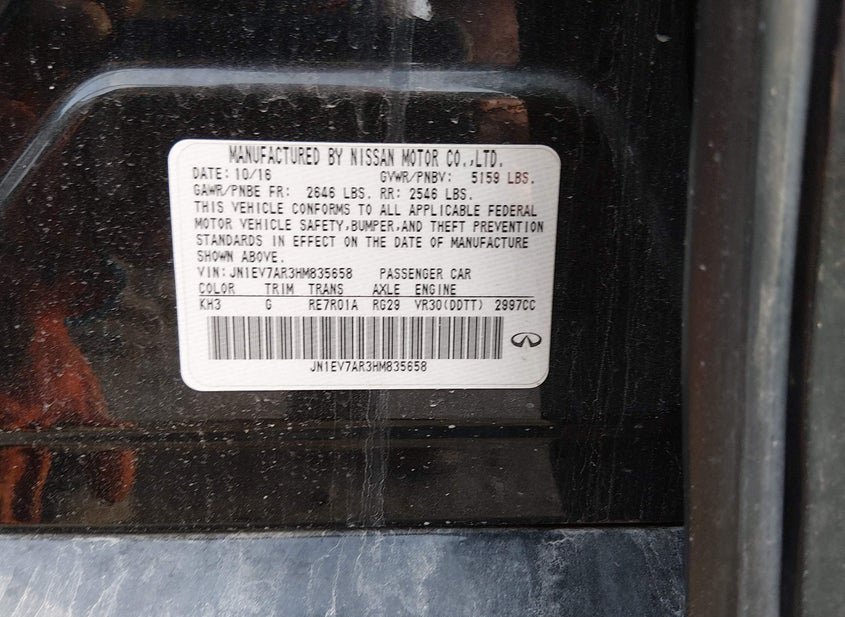 MANUFACTURED BY NISSAN MOTOR CO.,LTD.
DATE: 10/16 GVWR/PNBV: 5159 LBS.
GAWR/PNBE FR: 2646 LBS. RR: 2546 LBS.
THIS VEHICLE CONFORMS TO ALL APPLICABLE FEDERAL
MOTOR VEHICLE SAFETY,BUMPER,AND THEFT PREVENTION
STANDARDS IN EFFECT ON THE DATE OF MANUFACTURE
SHOWN ABOVE.
VIN: JN1EV7AR3HM835658 PASSENGER CAR
COLOR TRIM TRANS AXLE ENGINE
KH3 G RE7R01A RG29 VR30(DDTT) 2997CC
JN1EV7AR3HM835658